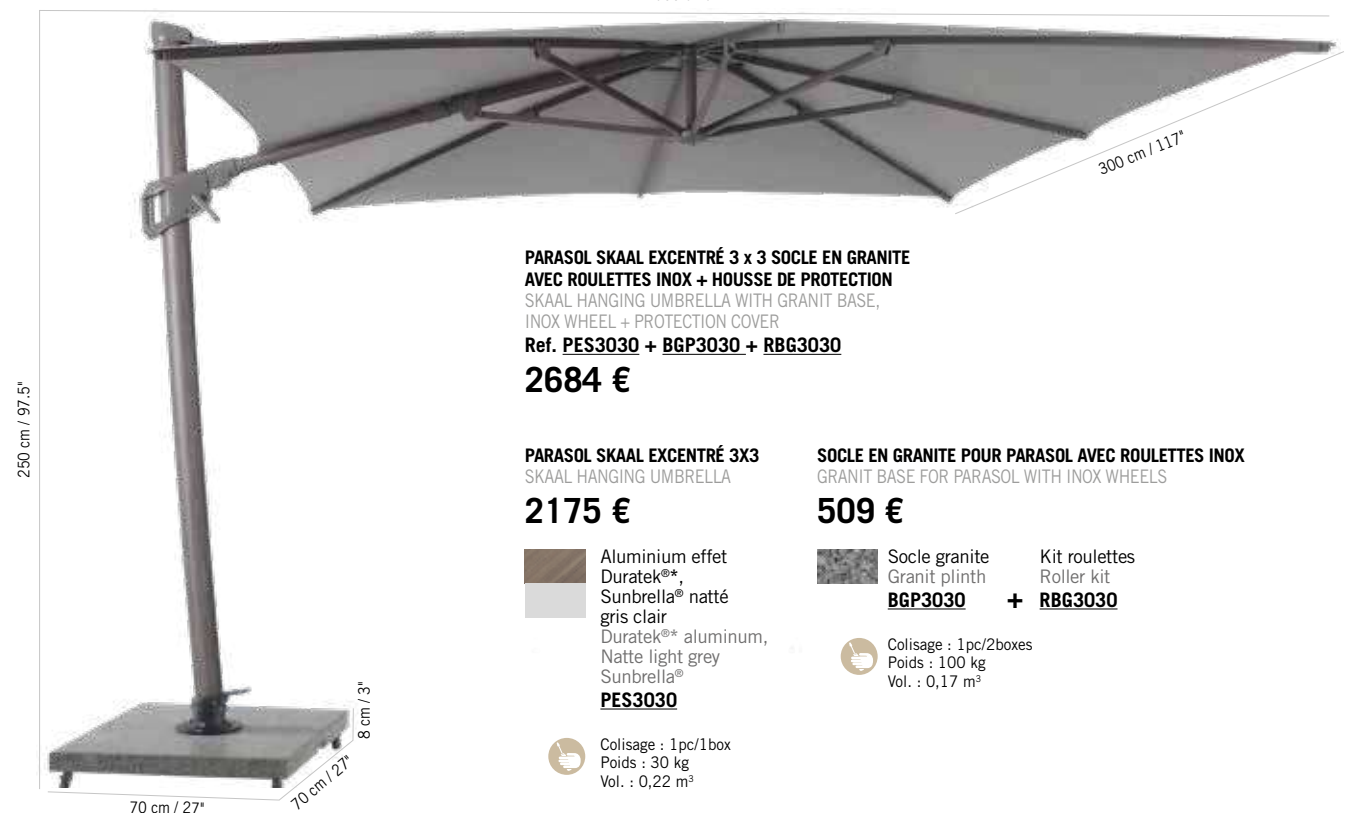 300 cm / 117"
PARASOL SKAAL EXCENTRÉ 3 x 3 SOCLE EN GRANITE
AVEC ROULETTES INOX + HOUSSE DE PROTECTION
SKAAL HANGING UMBRELLA WITH GRANIT BASE,
INOX WHEEL + PROTECTION COVER
Ref. PES3030 + BGP3030 + RBG3030
2684 €
250 cm / 97.5"
PARASOL SKAAL EXCENTRÉ 3X3
SKAAL HANGING UMBRELLA
2175 €
Aluminium effet
Duratek®*,
Sunbrella® natté
gris clair
Duratek®* aluminum,
Natte light grey
Sunbrella®
PES3030
Colisage : 1pc/1box
Poids : 30 kg
Vol. : 0,22 m³
SOCLE EN GRANITE POUR PARASOL AVEC ROULETTES INOX
GRANIT BASE FOR PARASOL WITH INOX WHEELS
509 €
Socle granite
Granit plinth
BGP3030
+
Kit roulettes
Roller kit
RBG3030
Colisage : 1pc/2boxes
Poids : 100 kg
Vol. : 0,17 m³
8 cm / 3"
70 cm / 27"
70 cm / 27"